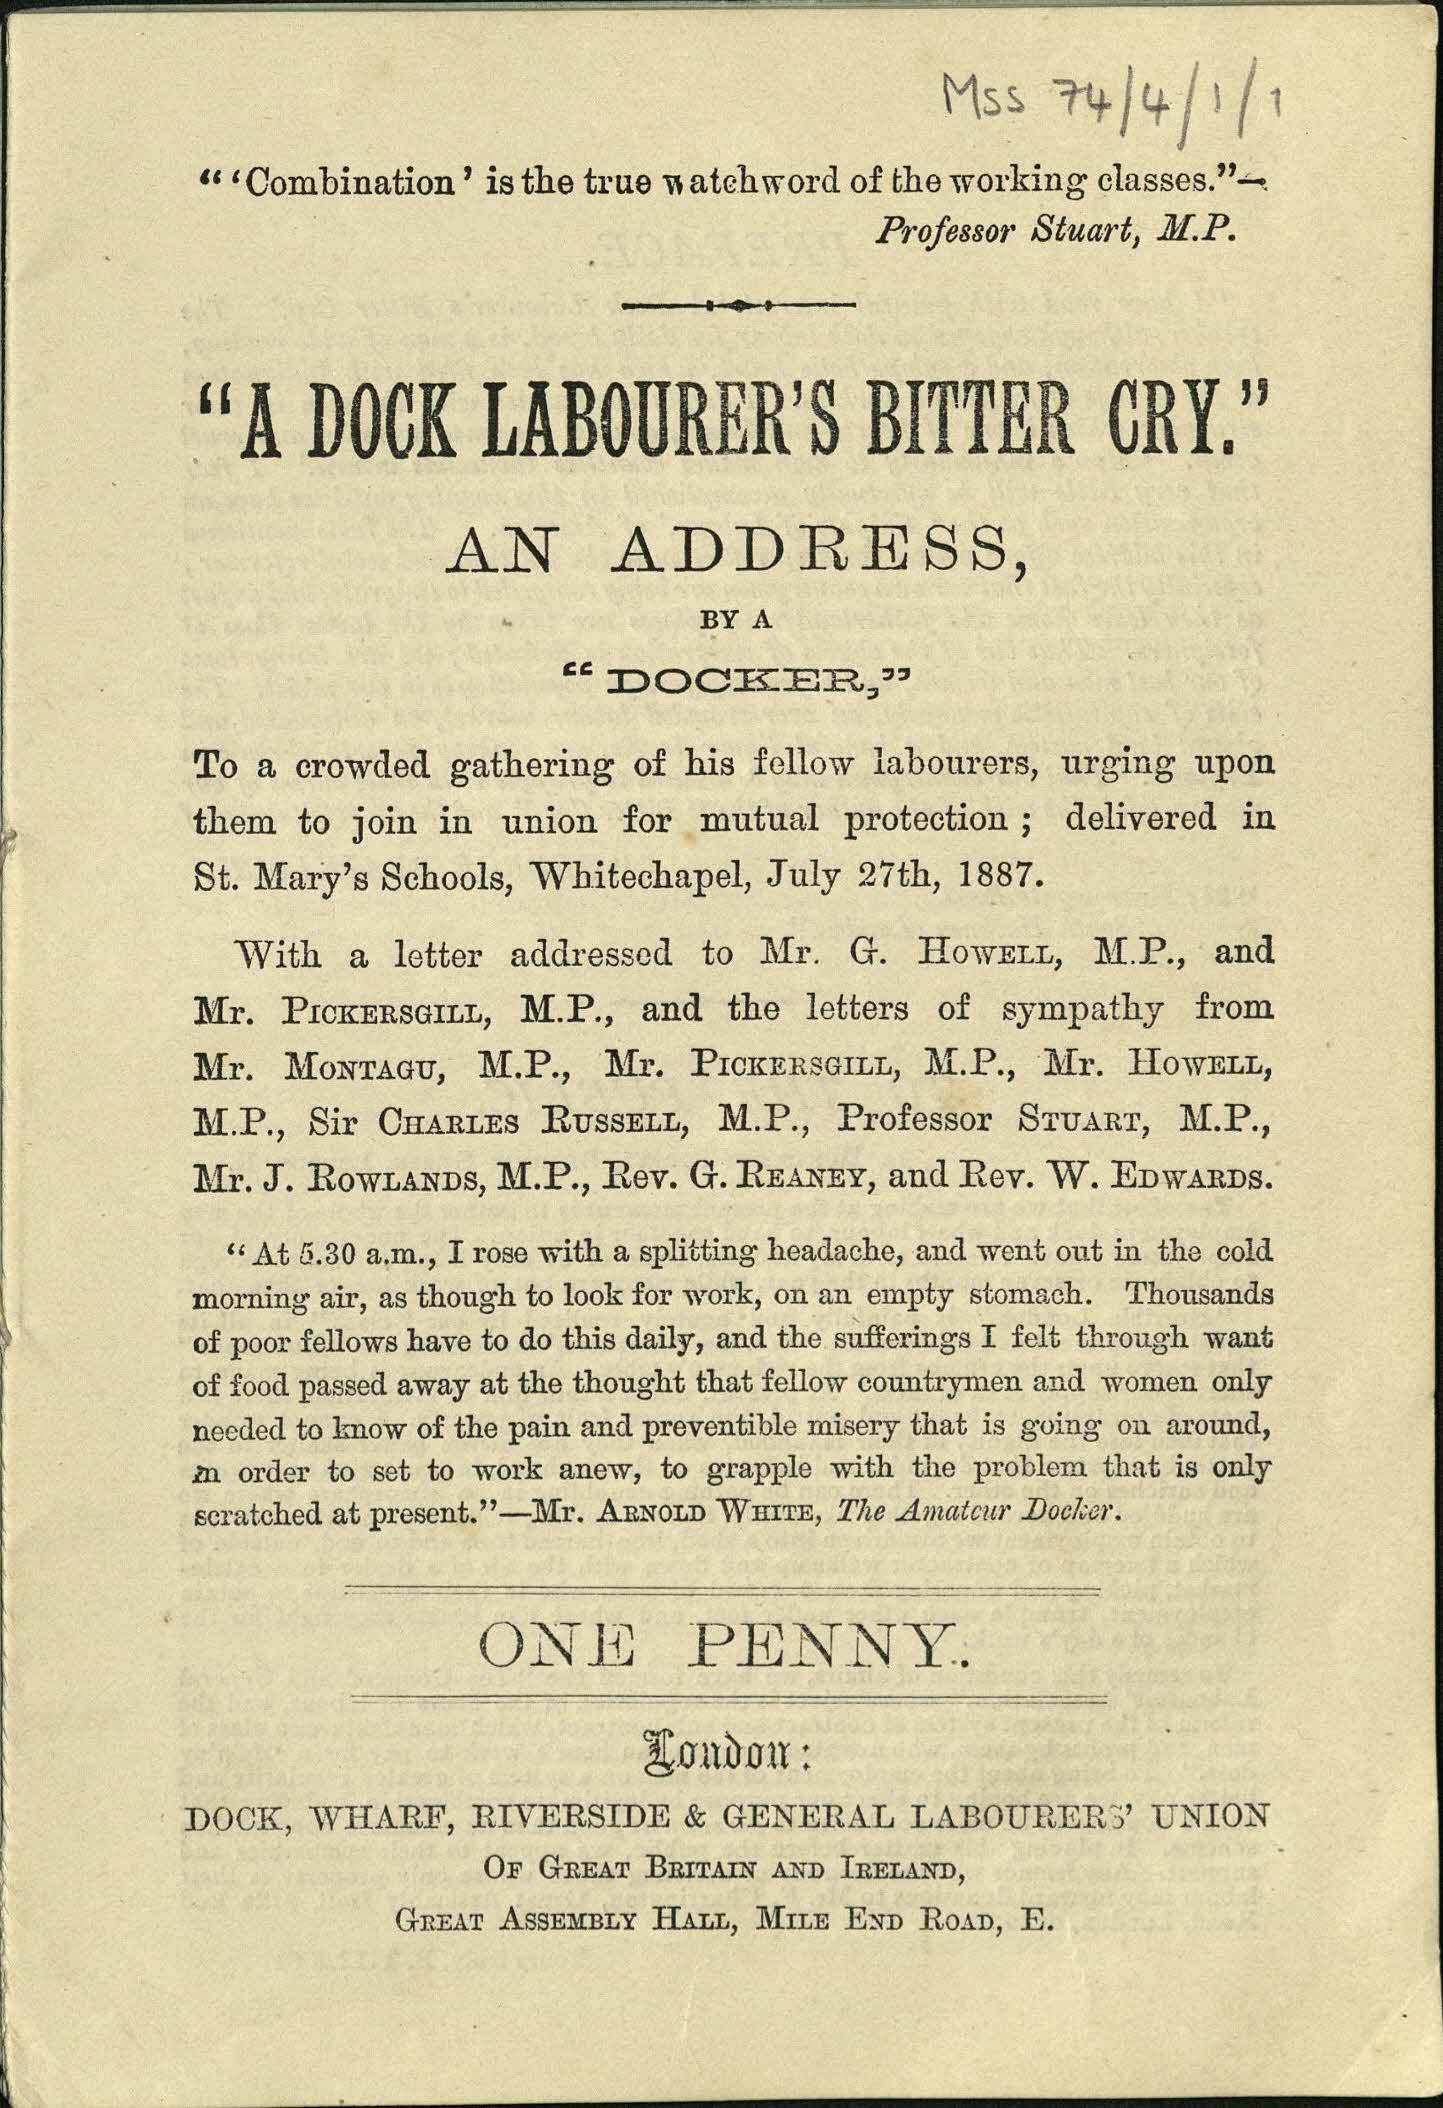 Mss 74/4/1/1
“‘Combination’ is the true watchword of the working classes.”—
Professor Stuart, M.P.
“A DOCK LABOURER’S BITTER CRY.”
AN ADDRESS,
BY A
“DOCKER,”
To a crowded gathering of his fellow labourers, urging upon
them to join in union for mutual protection ; delivered in
St. Mary’s Schools, Whitechapel, July 27th, 1887.
With a letter addressed to Mr. G. HOWELL, M.P., and
Mr. PICKERSGILL, M.P., and the letters of sympathy from
Mr. MONTAGU, M.P., Mr. PICKERSGILL, M.P., Mr. HOWELL,
M.P., Sir CHARLES RUSSELL, M.P., Professor STUART, M.P.,
Mr. J. ROWLANDS, M.P., Rev. G. REANEY, and Rev. W. EDWARDS.
“At 5.30 a.m., I rose with a splitting headache, and went out in the cold
morning air, as though to look for work, on an empty stomach. Thousands
of poor fellows have to do this daily, and the sufferings I felt through want
of food passed away at the thought that fellow countrymen and women only
needed to know of the pain and preventible misery that is going on around,
in order to set to work anew, to grapple with the problem that is only
scratched at present.”—Mr. ARNOLD WHITE, The Amateur Docker.
ONE PENNY.
London:
DOCK, WHARF, RIVERSIDE & GENERAL LABOURERS’ UNION
OF GREAT BRITAIN AND IRELAND,
GREAT ASSEMBLY HALL, MILE END ROAD, E.